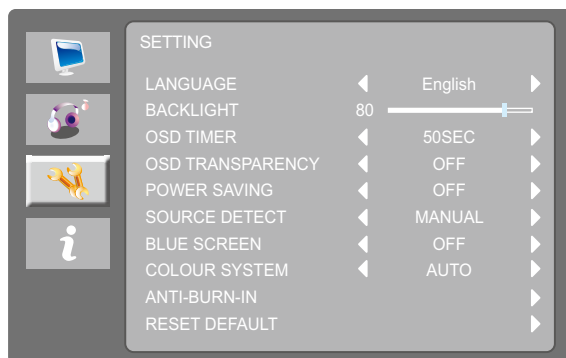 SETTING
LANGUAGE English
BACKLIGHT 80
OSD TIMER 50SEC
OSD TRANSPARENCY OFF
POWER SAVING OFF
SOURCE DETECT MANUAL
BLUE SCREEN OFF
COLOUR SYSTEM AUTO
ANTI-BURN-IN
RESET DEFAULT